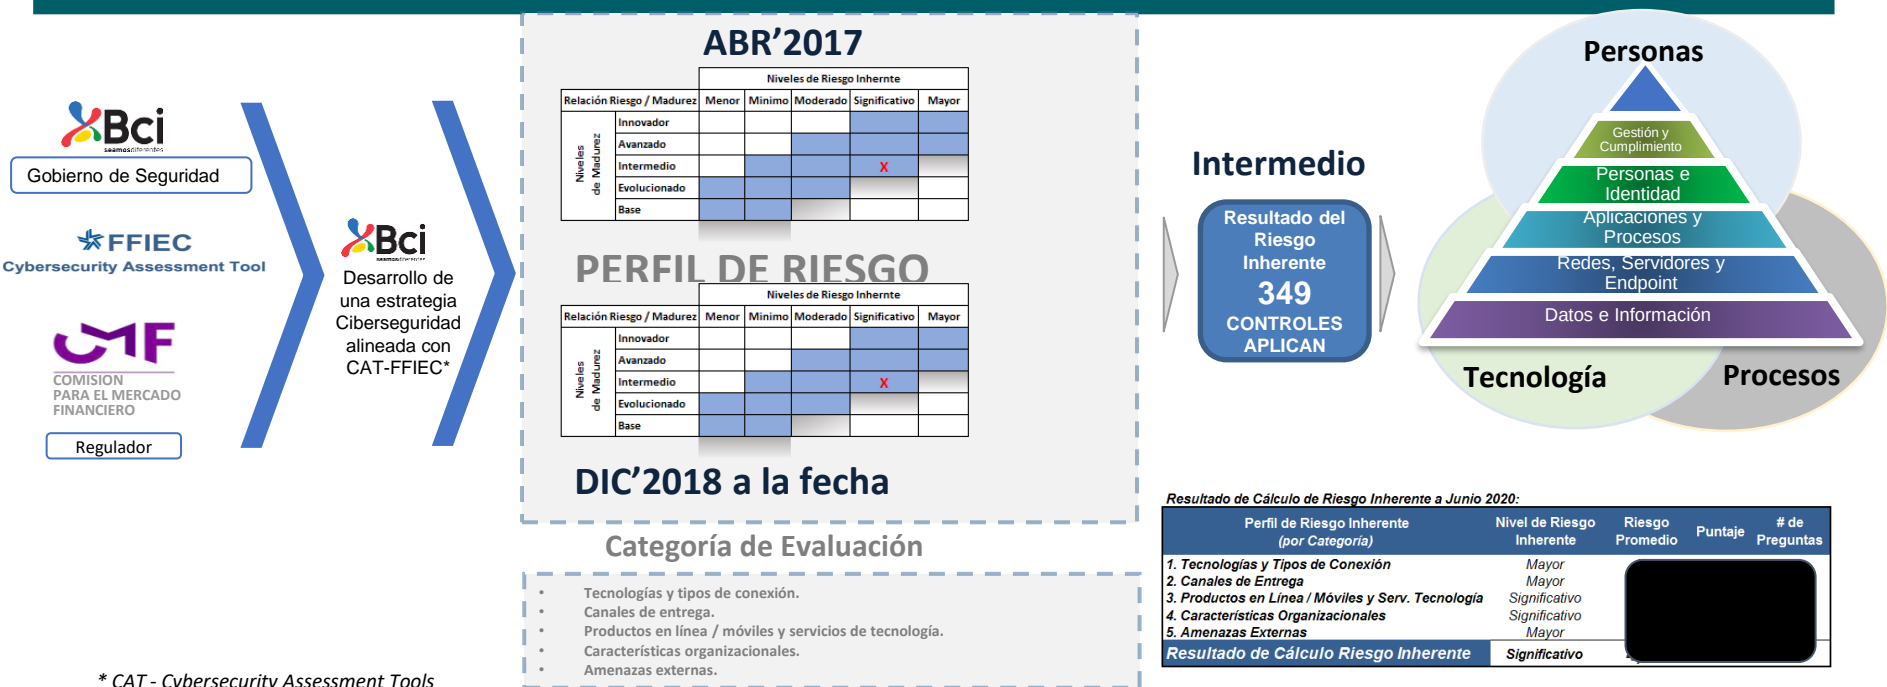 Bci
seamosdiferentes
Gobierno de Seguridad
FFIEC
Cybersecurity Assessment Tool
CMF
COMISION
PARA EL MERCADO
FINANCIERO
Regulador
Bci
seamosdiferentes
Desarrollo de
una estrategia
Ciberseguridad
alineada con
CAT-FFIEC*
* CAT - Cybersecurity Assessment Tools
ABR’2017
Niveles de Riesgo Inhernte
Relación Riesgo / Madurez Menor Minimo Moderado Significativo Mayor
Niveles
de Madurez
Innovador
Avanzado
Intermedio X
Evolucionado
Base
PERFIL DE RIESGO
Niveles de Riesgo Inhernte
Relación Riesgo / Madurez Menor Minimo Moderado Significativo Mayor
Niveles
de Madurez
Innovador
Avanzado
Intermedio X
Evolucionado
Base
DIC’2018 a la fecha
Categoría de Evaluación
• Tecnologías y tipos de conexión.
• Canales de entrega.
• Productos en línea / móviles y servicios de tecnología.
• Características organizacionales.
• Amenazas externas.
Intermedio
Resultado del
Riesgo
Inherente
349
CONTROLES
APLICAN
Personas
Gestión y
Cumplimiento
Personas e
Identidad
Aplicaciones y
Procesos
Redes, Servidores y
Endpoint
Datos e Información
Tecnología
Procesos
Resultado de Cálculo de Riesgo Inherente a Junio 2020:
Perfil de Riesgo Inherente
(por Categoría)
Nivel de Riesgo
Inherente
Riesgo
Promedio
Puntaje
# de
Preguntas
1. Tecnologías y Tipos de Conexión Mayor
2. Canales de Entrega Mayor
3. Productos en Línea / Móviles y Serv. Tecnología Significativo
4. Características Organizacionales Significativo
5. Amenazas Externas Mayor
Resultado de Cálculo Riesgo Inherente Significativo